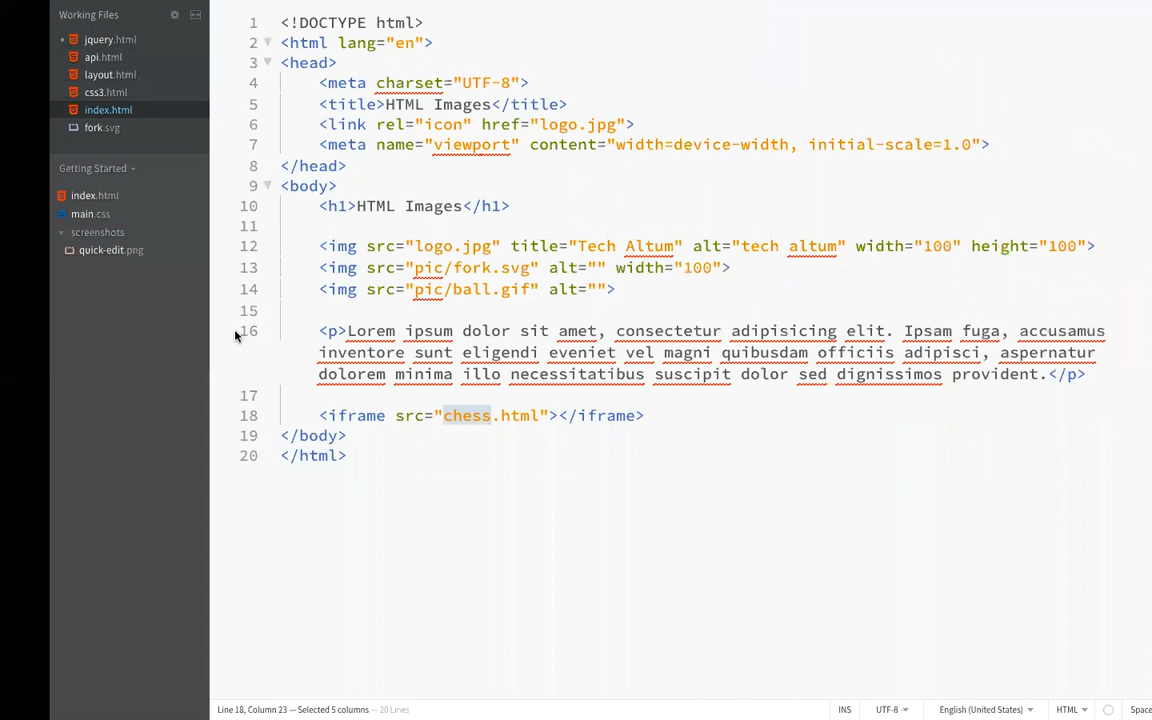 Working Files
jquery.html
api.html
layout.html
css3.html
index.html
fork.svg
Getting Started
index.html
main.css
screenshots
quick-edit.png
1 <!DOCTYPE html>
2 <html lang="en">
3 <head>
4 <meta charset="UTF-8">
5 <title>HTML Images</title>
6 <link rel="icon" href="logo.jpg">
7 <meta name="viewport" content="width=device-width, initial-scale=1.0">
8 </head>
9 <body>
10 <h1>HTML Images</h1>
11
12 <img src="logo.jpg" title="Tech Altum" alt="tech altum" width="100" height="100">
13 <img src="pic/fork.svg" alt="" width="100">
14 <img src="pic/ball.gif" alt="">
15
16 <p>Lorem ipsum dolor sit amet, consectetur adipisicing elit. Ipsam fuga, accusamus
inventore sunt eligendi eveniet vel magni quibusdam officiis adipisci, aspernatur
dolorem minima illo necessitatibus suscipit dolor sed dignissimos provident.</p>
17
18 <iframe src="chess.html"></iframe>
19 </body>
20 </html>
Line 18, Column 23 — Selected 5 columns — 20 Lines INS UTF-8 English (United States) HTML Space